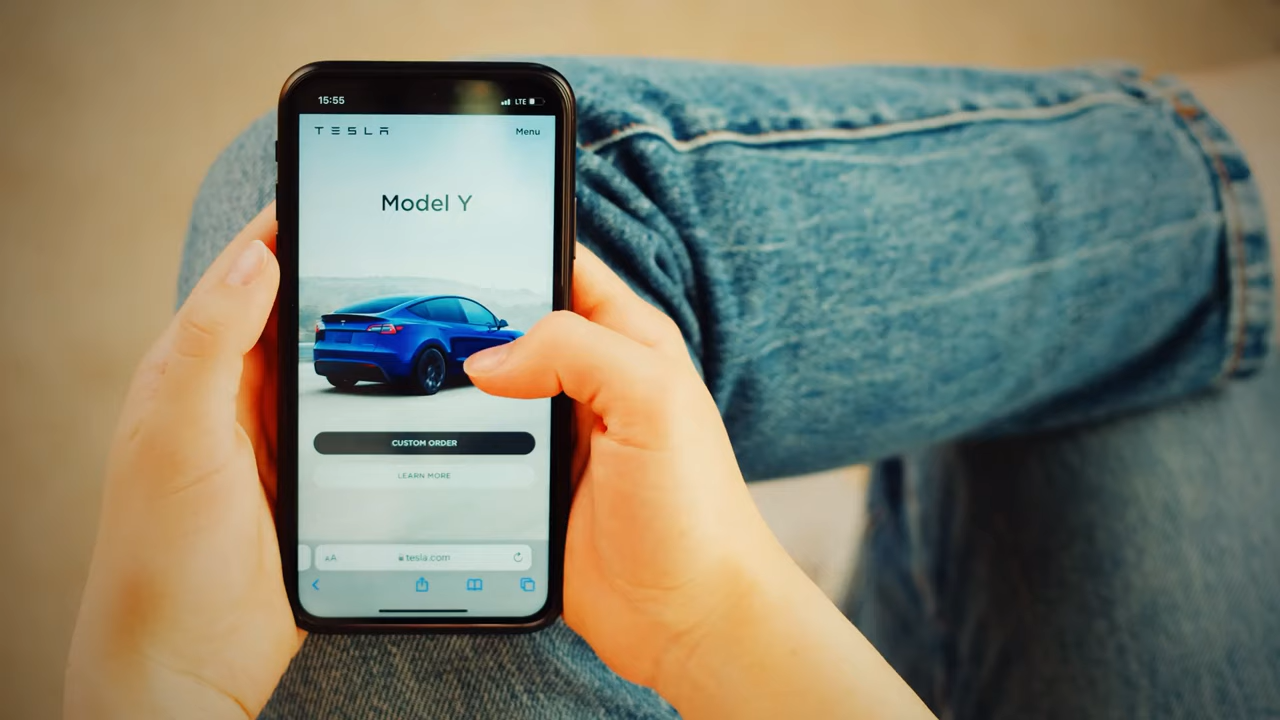 15:55 LTE
TESLA Menu
Model Y
CUSTOM ORDER
LEARN MORE
AA tesla.com